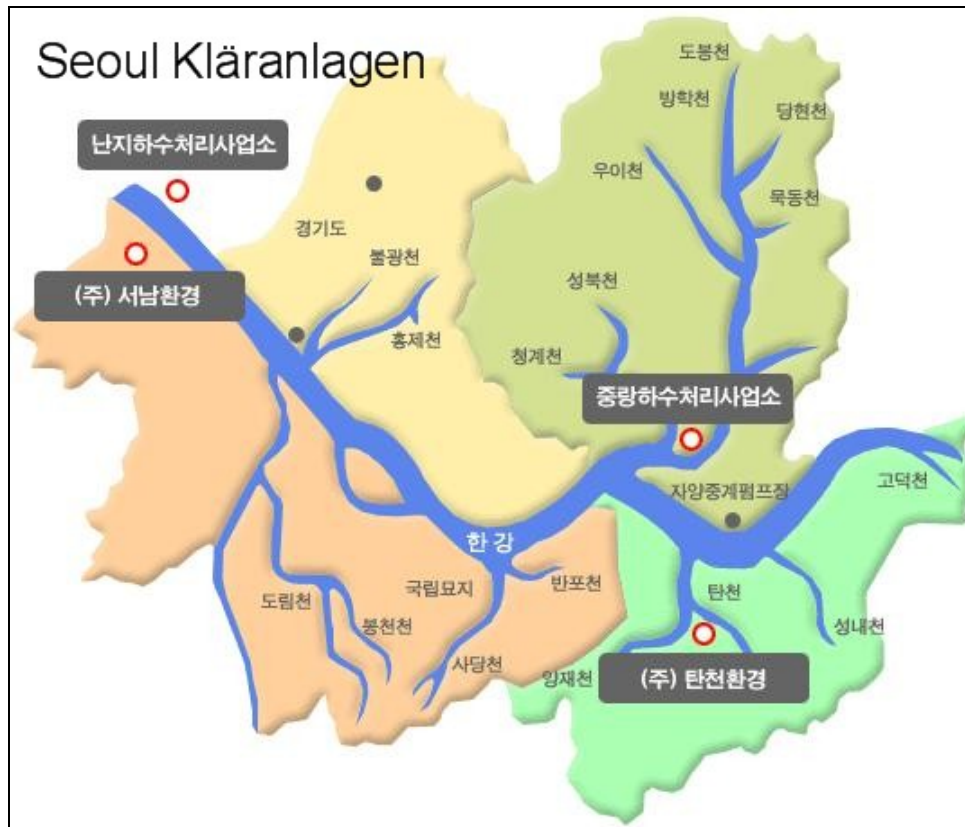 Seoul Kläranlagen
도봉천
방학천
당현천
난지하수처리사업소
우이천
묵동천
경기도
불광천
성북천
(주) 서남환경
홍제천
청계천
중랑하수처리사업소
고덕천
자양중계펌프장
한강
국립묘지
반포천
탄천
도림천
봉천천
성내천
사당천
양재천
(주) 탄천환경